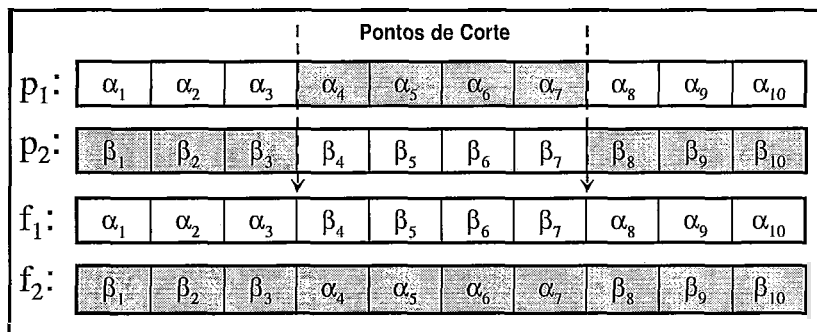 Pontos de Corte
p₁: α₁ α₂ α₃ α₄ α₅ α₆ α₇ α₈ α₉ α₁₀
p₂: β₁ β₂ β₃ β₄ β₅ β₆ β₇ β₈ β₉ β₁₀
f₁: α₁ α₂ α₃ β₄ β₅ β₆ β₇ α₈ α₉ α₁₀
f₂: β₁ β₂ β₃ α₄ α₅ α₆ α₇ β₈ β₉ β₁₀